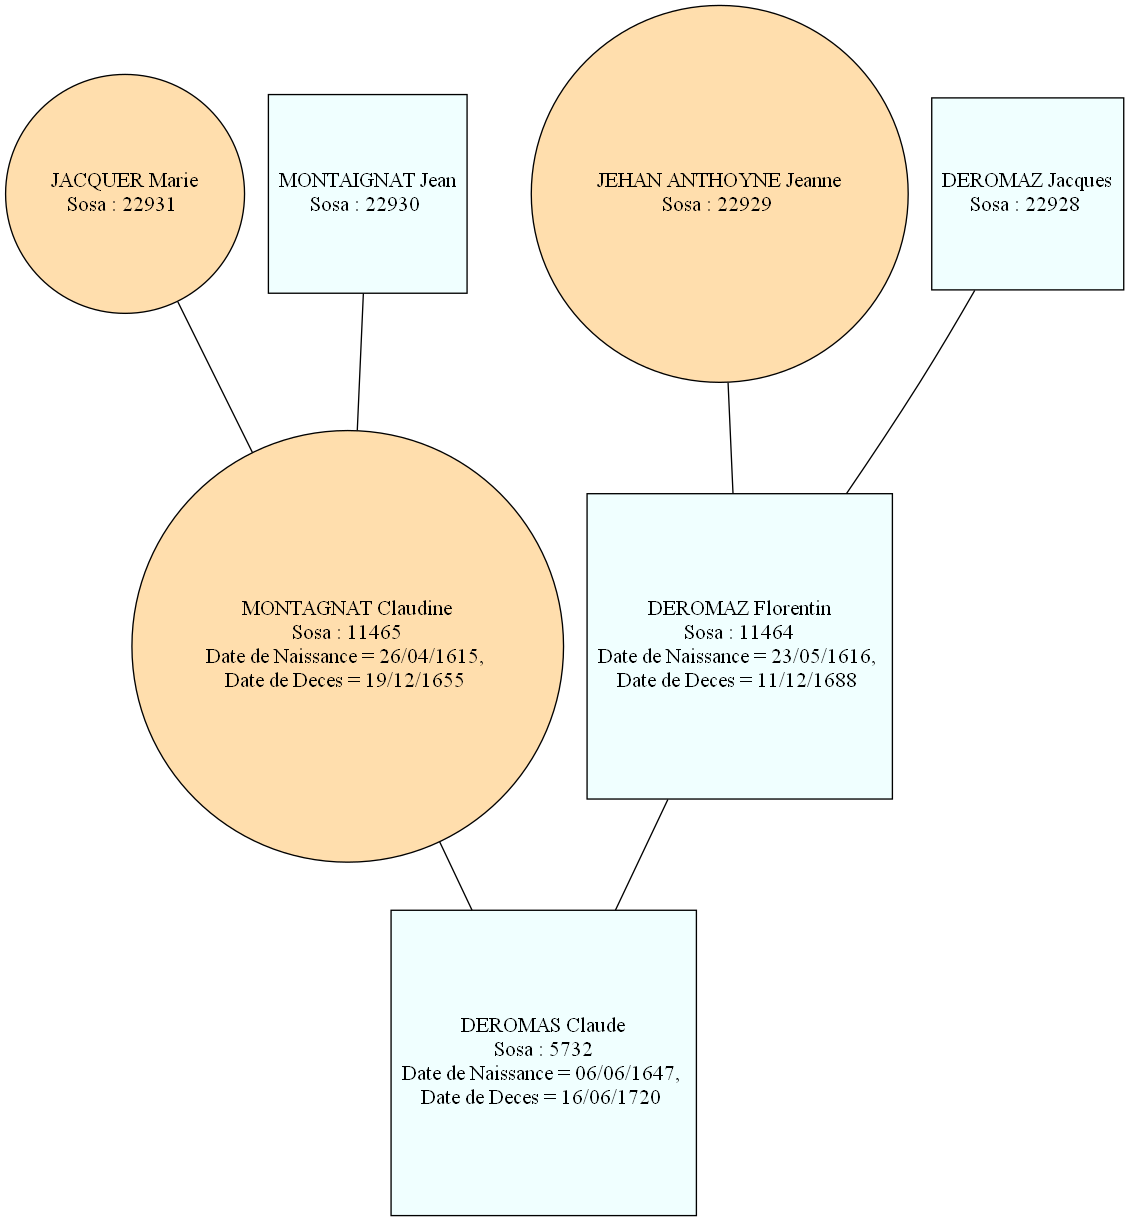 JACQUER Marie
Sosa : 22931
MONTAIGNAT Jean
Sosa : 22930
JEHAN ANTHOYNE Jeanne
Sosa : 22929
DEROMAZ Jacques
Sosa : 22928
MONTAGNAT Claudine
Sosa : 11465
Date de Naissance = 26/04/1615,
Date de Deces = 19/12/1655
DEROMAZ Florentin
Sosa : 11464
Date de Naissance = 23/05/1616,
Date de Deces = 11/12/1688
DEROMAS Claude
Sosa : 5732
Date de Naissance = 06/06/1647,
Date de Deces = 16/06/1720